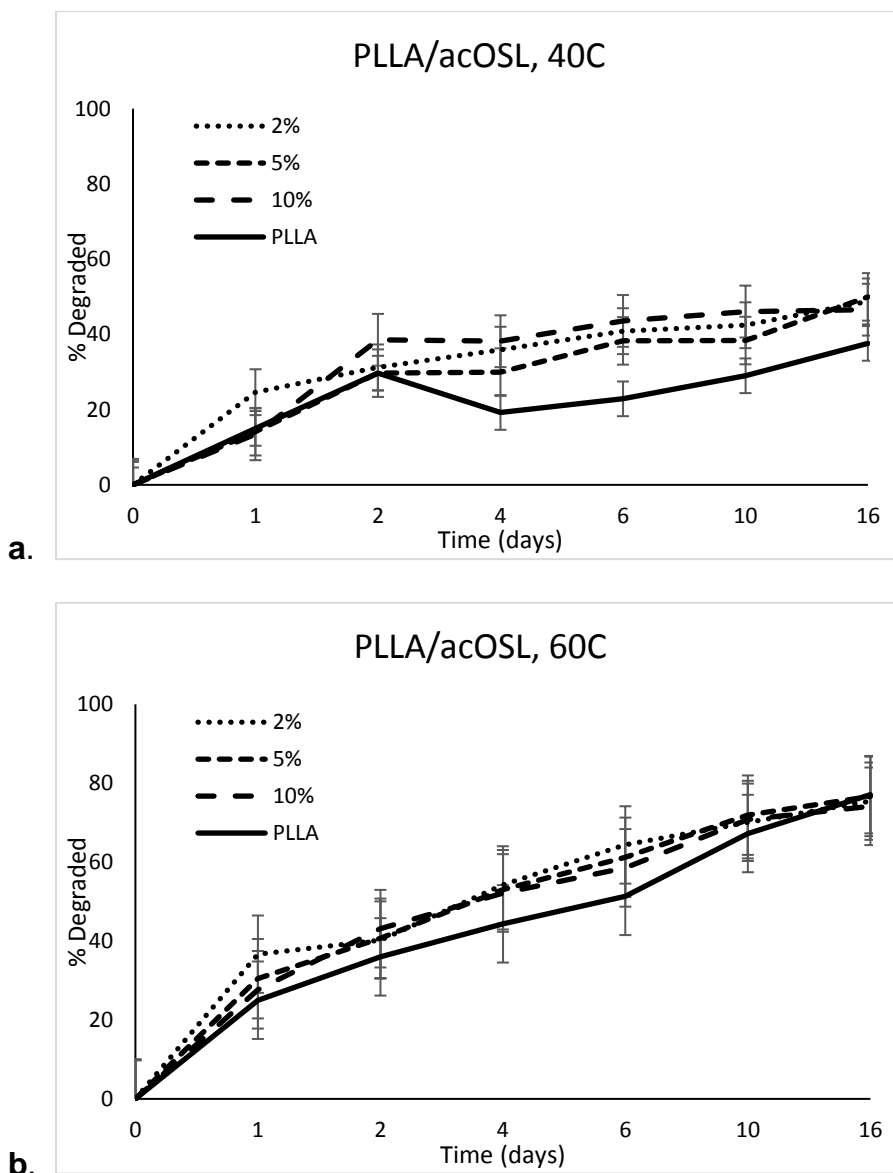 PLLA/acOSL, 40C
100
80
60
40
20
0
% Degraded
2%
5%
10%
PLLA
0 1 2 4 6 10 16
Time (days)
a.
PLLA/acOSL, 60C
100
80
60
40
20
0
% Degraded
2%
5%
10%
PLLA
0 1 2 4 6 10 16
Time (days)
b.